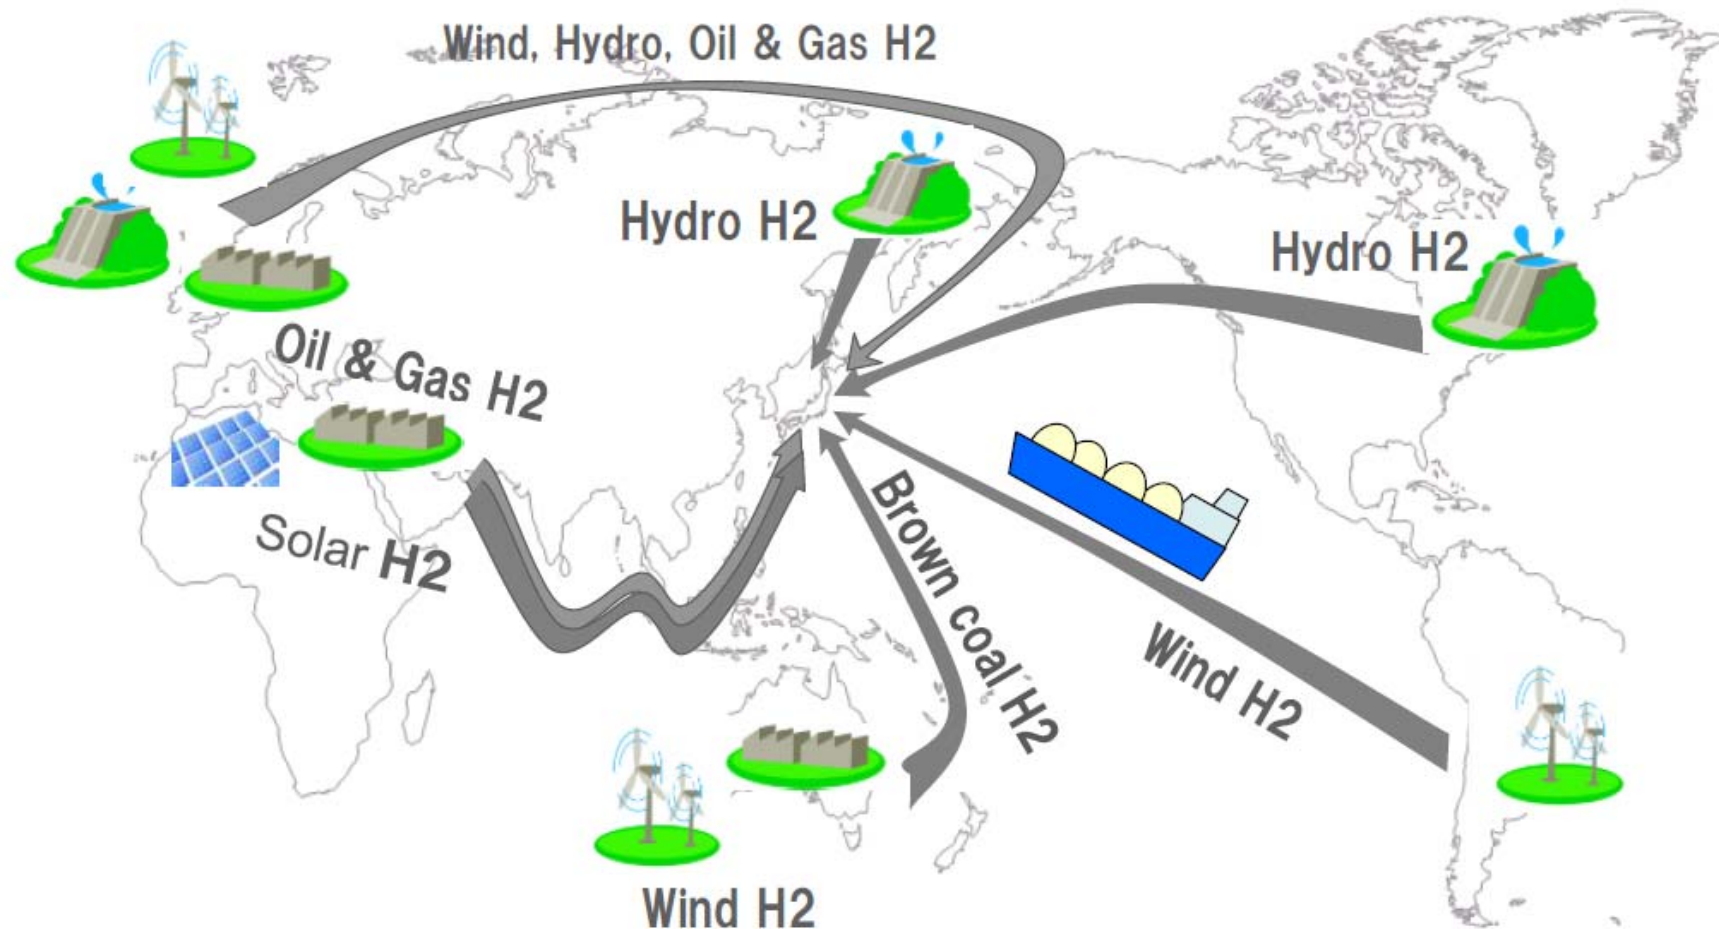 Wind, Hydro, Oil & Gas H2
Hydro H2
Hydro H2
Oil & Gas H2
Solar H2
Brown coal H2
Wind H2
Wind H2